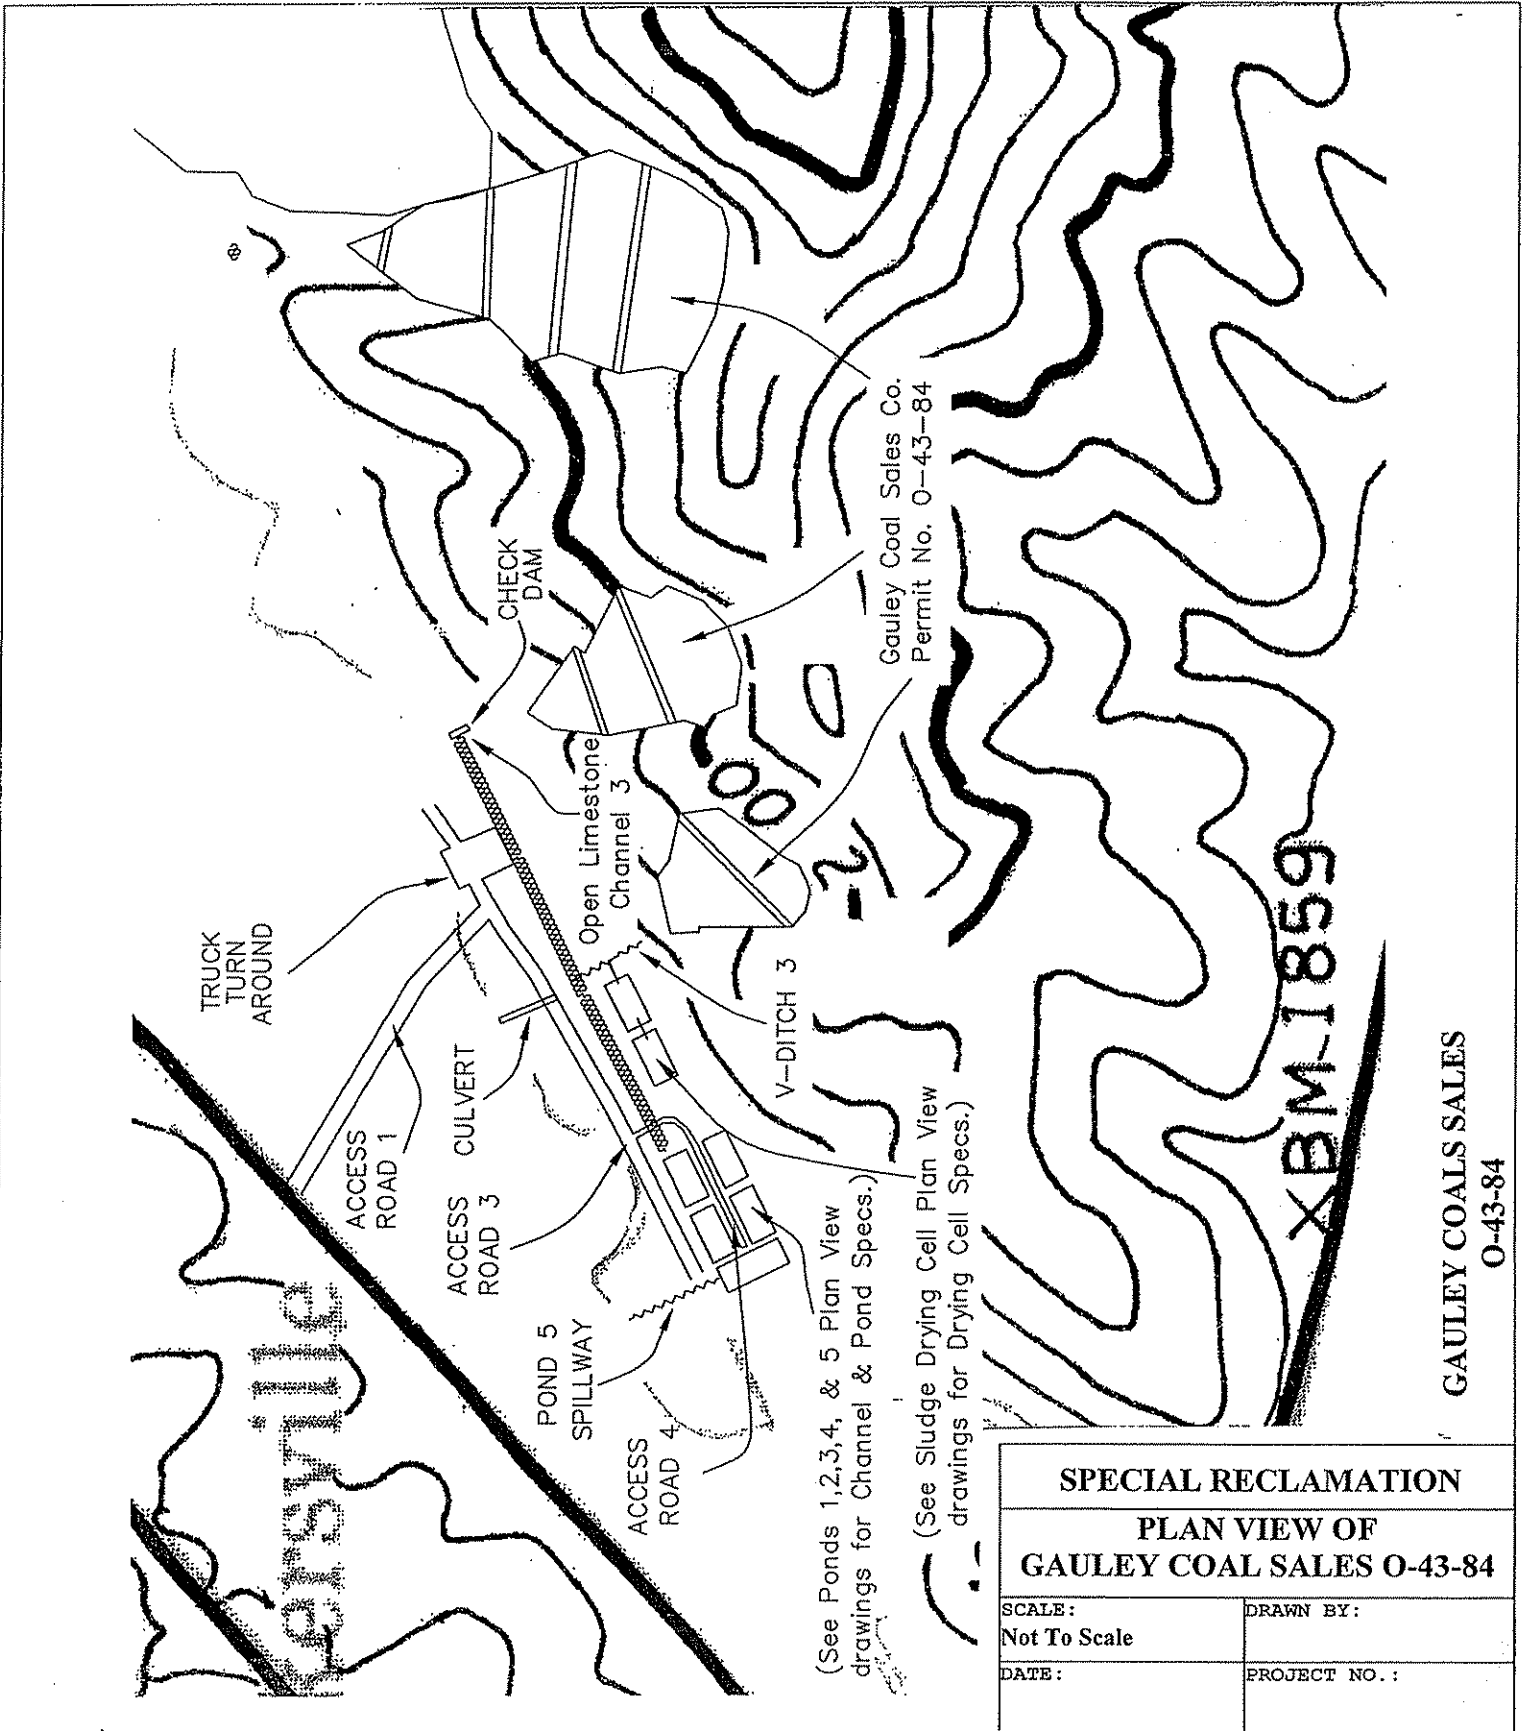 CHECK
DAM
Gauley Coal Sales Co.
Permit No. O-43-84
Open Limestone
Channel 3
TRUCK
TURN
AROUND
00
-2
V-DITCH 3
CULVERT
ACCESS
ROAD 1
ACCESS
ROAD 3
POND 5
SPILLWAY
ACCESS
ROAD 4
(See Ponds 1,2,3,4, & 5 Plan View
drawings for Channel & Pond Specs.)
(See Sludge Drying Cell Plan View
drawings for Drying Cell Specs.)
XBM-1859
kersville
GAULEY COALS SALES
O-43-84
SPECIAL RECLAMATION
PLAN VIEW OF
GAULEY COAL SALES O-43-84
SCALE:
Not To Scale
DRAWN BY:
DATE:
PROJECT NO.: